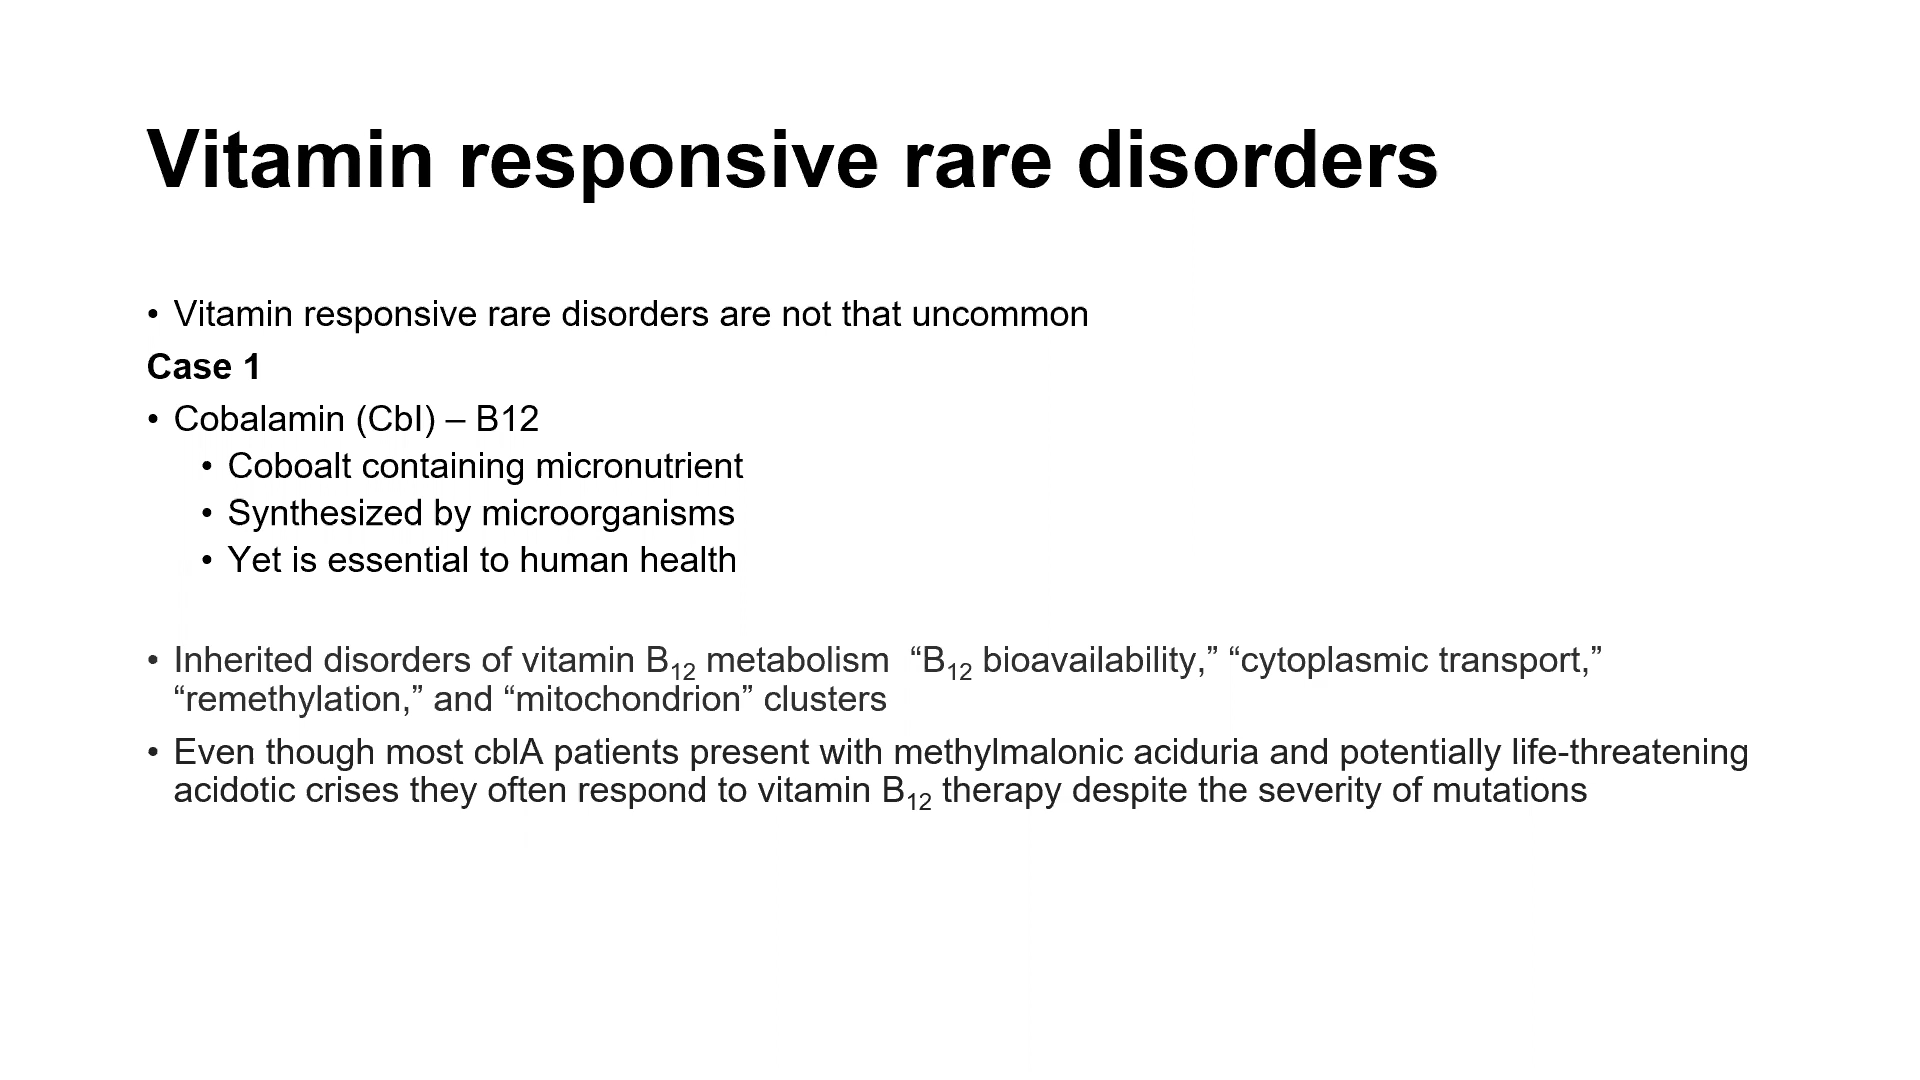 Vitamin responsive rare disorders
• Vitamin responsive rare disorders are not that uncommon
Case 1
• Cobalamin (Cbl) – B12
• Coboalt containing micronutrient
• Synthesized by microorganisms
• Yet is essential to human health
• Inherited disorders of vitamin B12 metabolism “B12 bioavailability,” “cytoplasmic transport,”
“remethylation,” and “mitochondrion” clusters
• Even though most cblA patients present with methylmalonic aciduria and potentially life-threatening
acidotic crises they often respond to vitamin B12 therapy despite the severity of mutations